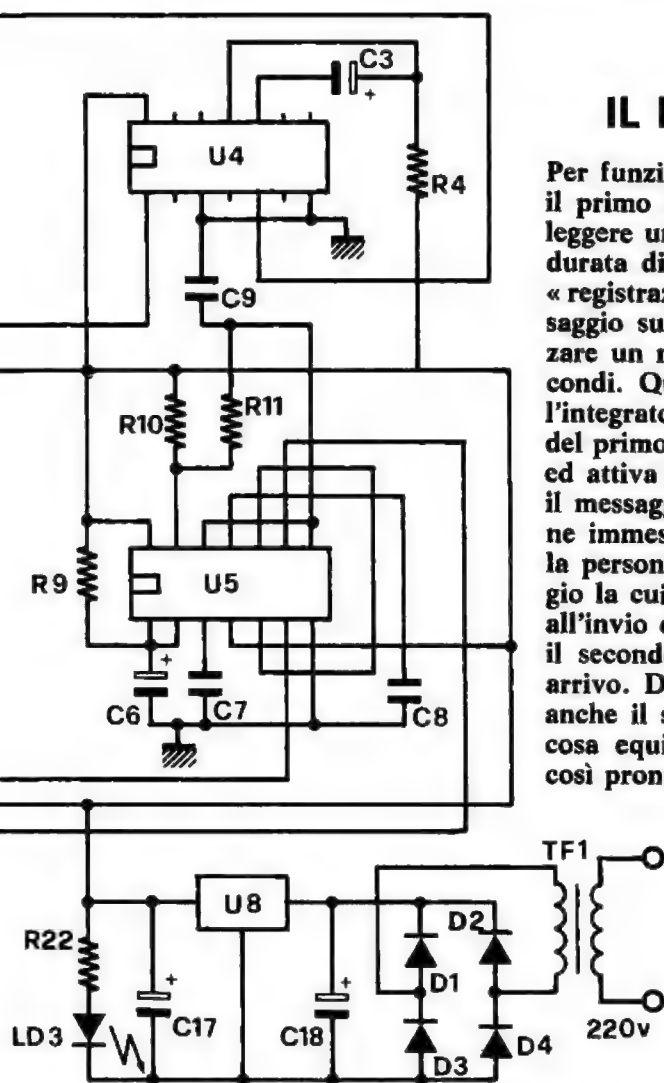 C3
+
U4
R4
C9
R10
R11
R9
U5
+
C6
C7
C8
TF1
U8
D2
R22
+
+
D1
LD3
C17
C18
D3
D4
220v
IL
Per funzi
il primo
leggere un
durata di
« registraz
saggio su
zare un
condi. Qu
l'integrato
del primo
ed attiva
il messag
ne immes
la person
gio la cui
all'invio
il second
arrivo. D
anche il s
cosa equi
così pron